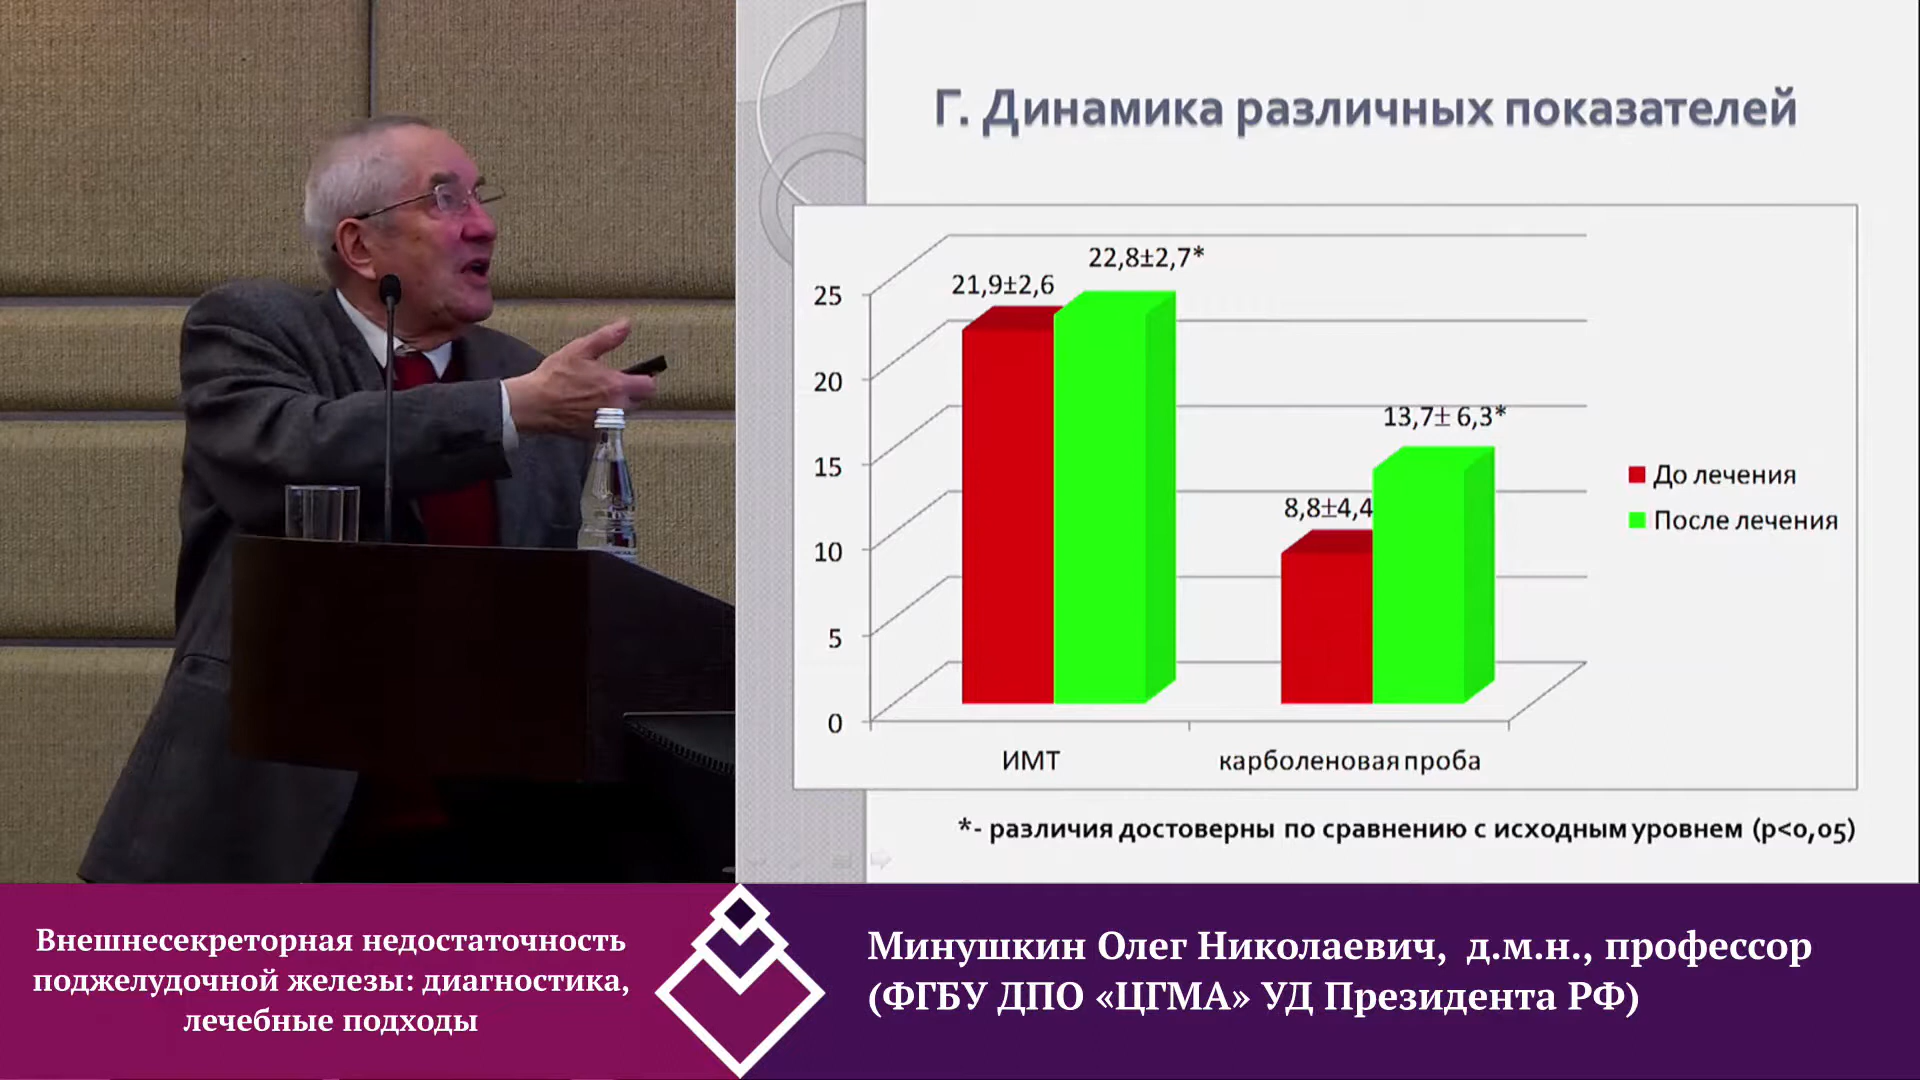 Г. Динамика различных показателей
22,8±2,7*
21,9±2,6
25
20
13,7± 6,3*
15
До лечения
8,8±4,4
После лечения
10
5
0
ИМТ
карболеновая проба
*- различия достоверны по сравнению с исходным уровнем (p<0,05)
Внешнесекреторная недостаточность
поджелудочной железы: диагностика,
лечебные подходы
Минушкин Олег Николаевич, д.м.н., профессор
(ФГБУ ДПО «ЦГМА» УД Президента РФ)